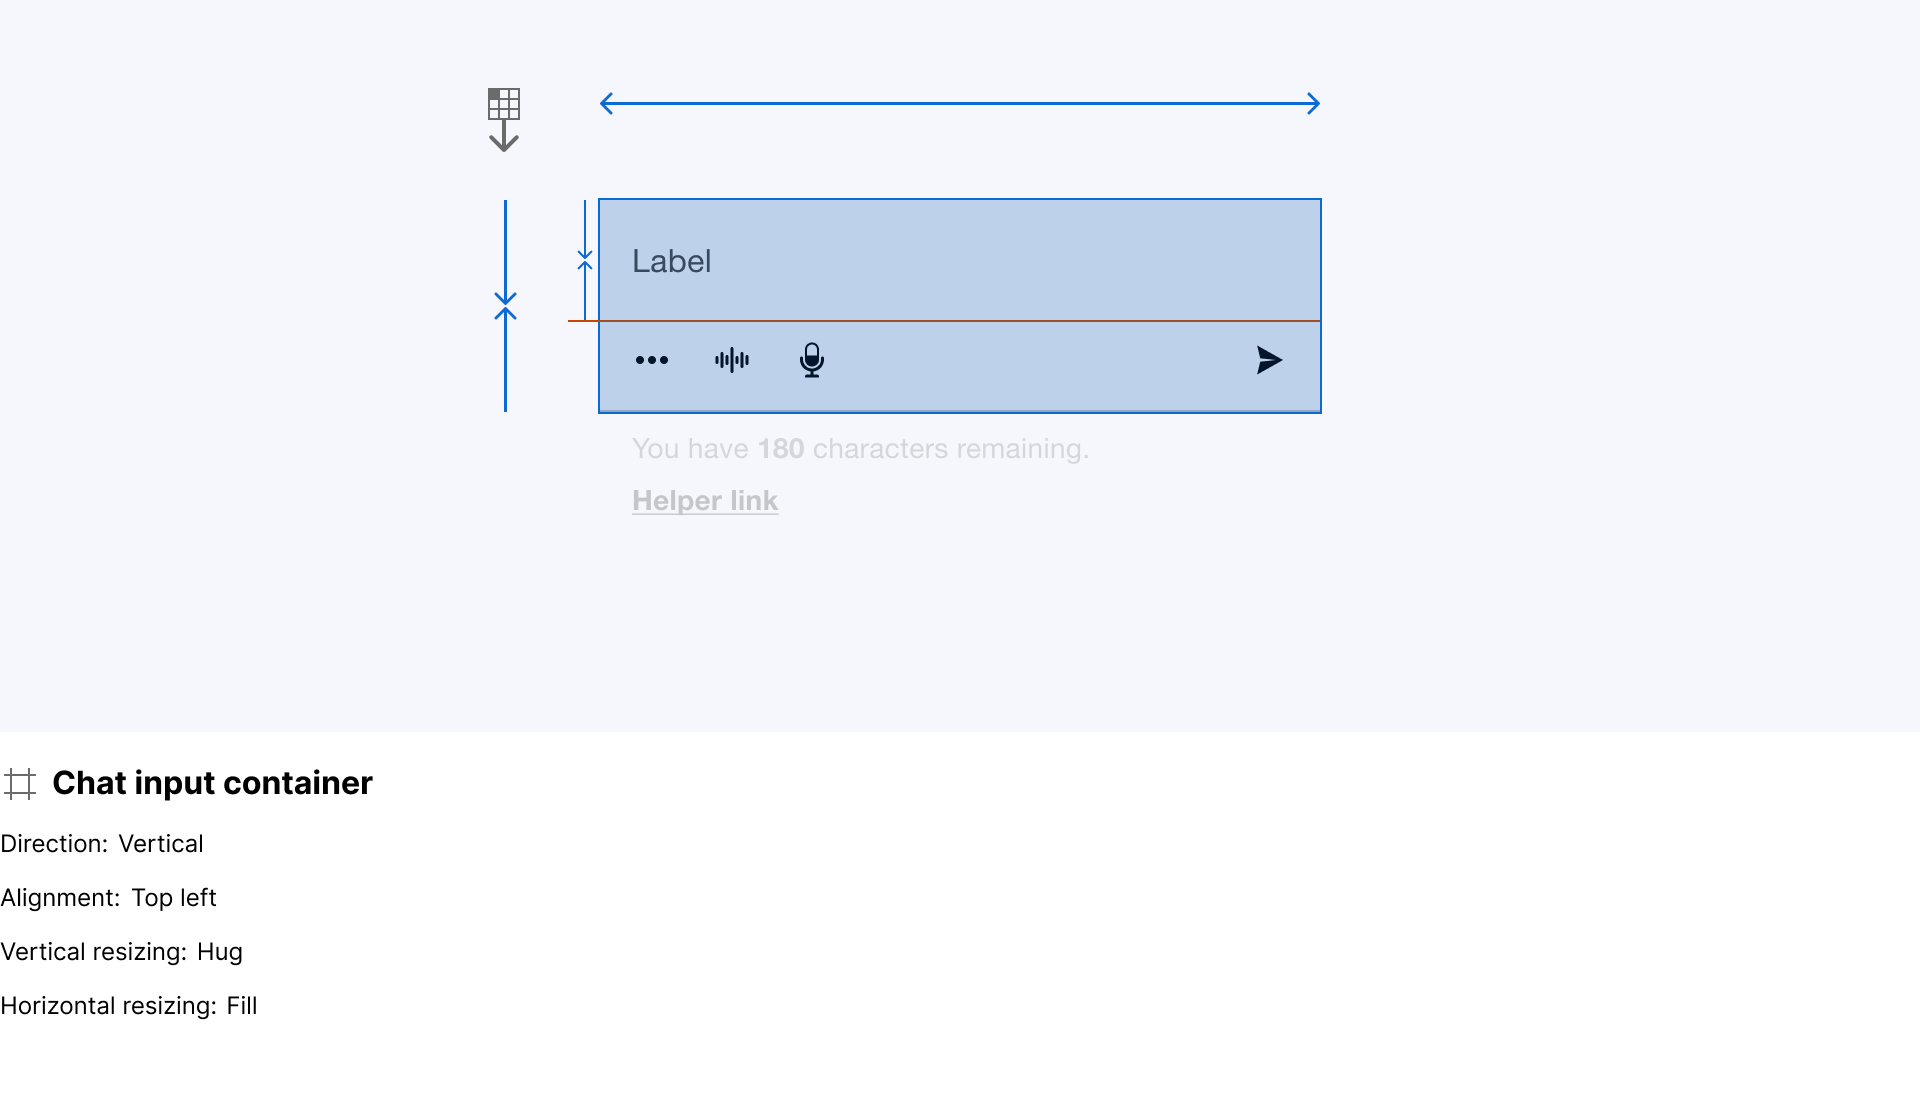 Label
You have 180 characters remaining.
Helper link
Chat input container
Direction: Vertical
Alignment: Top left
Vertical resizing: Hug
Horizontal resizing: Fill